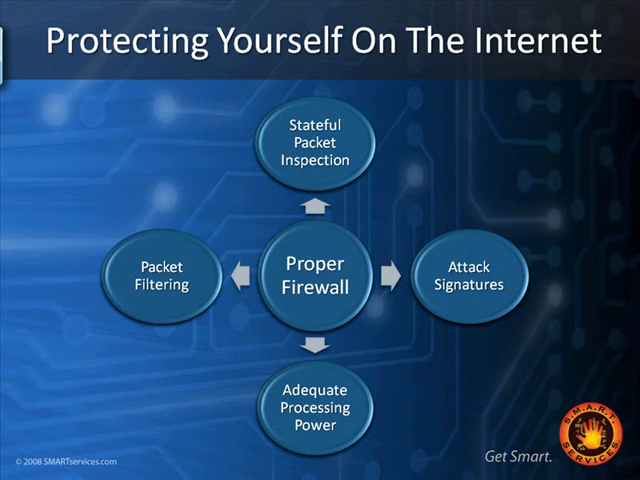 Protecting Yourself On The Internet
Stateful
Packet
Inspection
Packet
Filtering
Proper
Firewall
Attack
Signatures
Adequate
Processing
Power
S.M.A.R.T.
SERVICES
Get Smart.
© 2008 SMARTservices.com